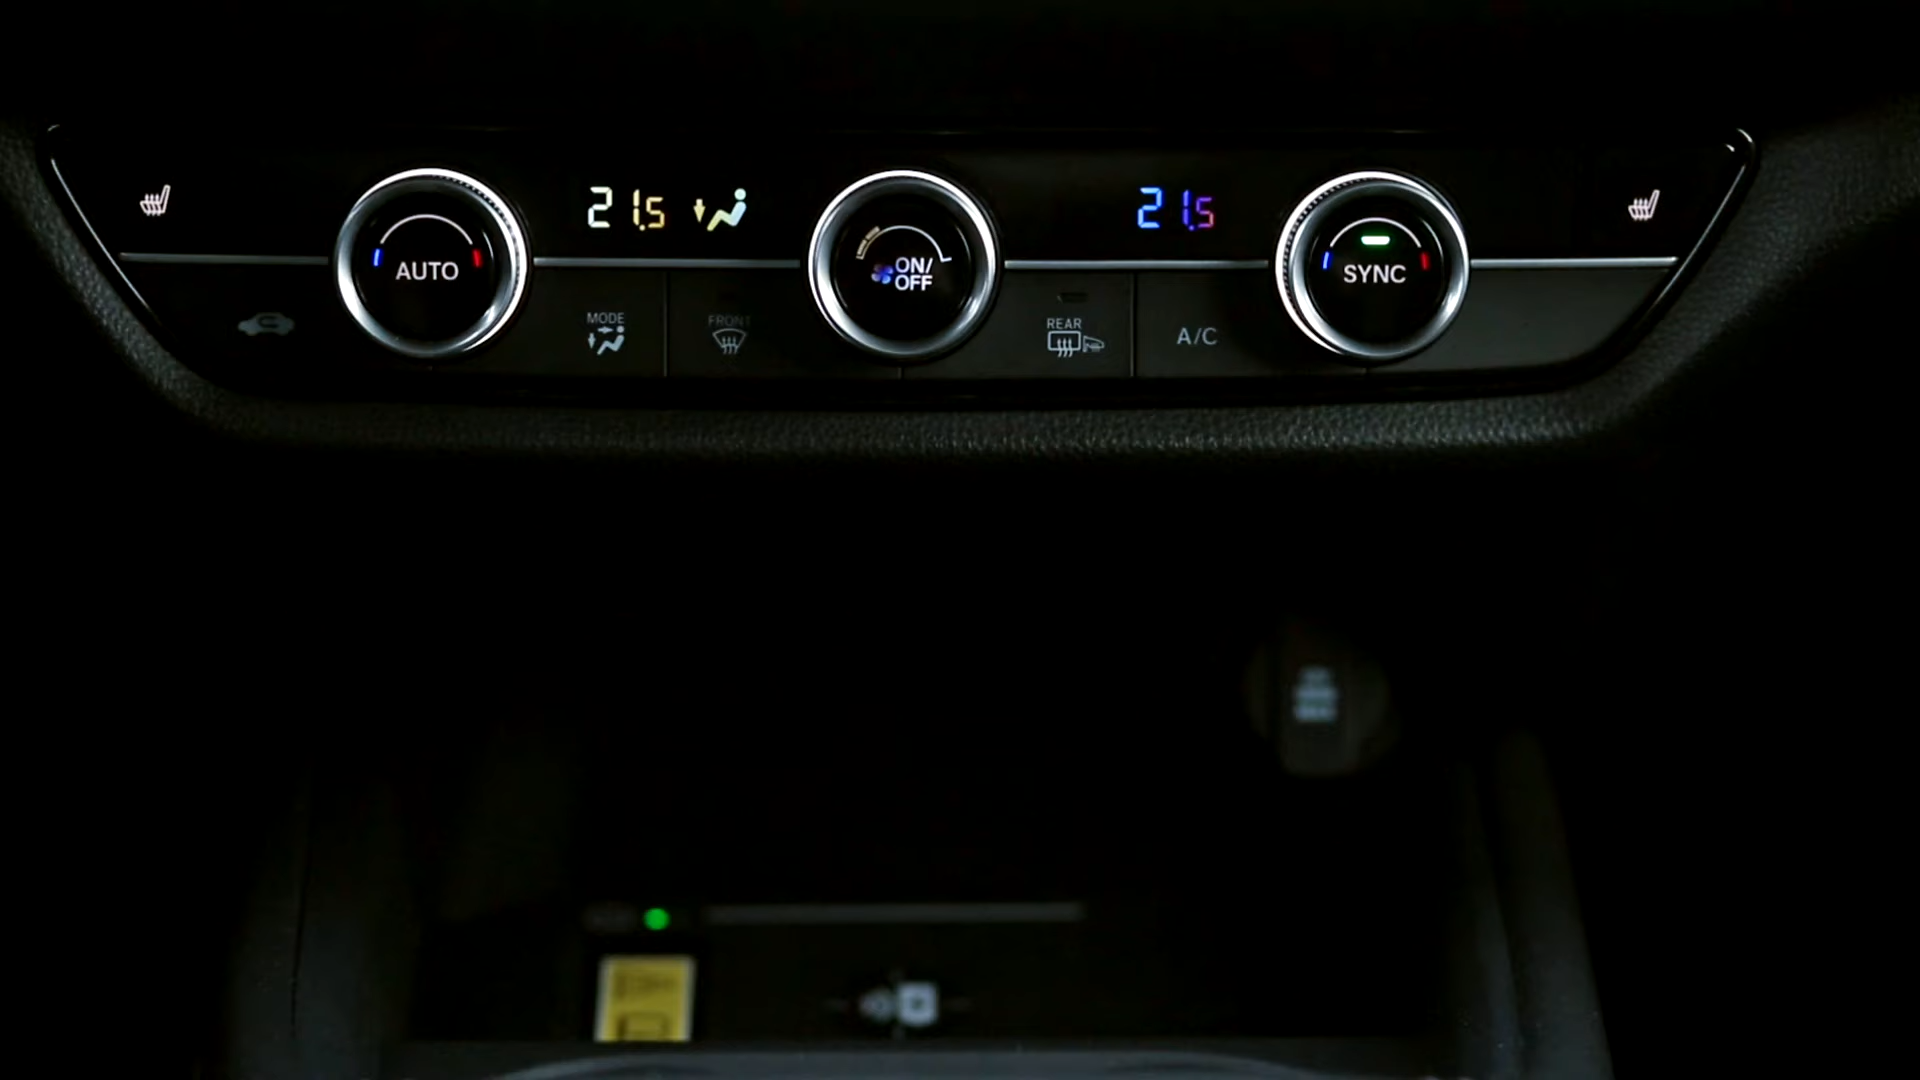 21.5
21.5
AUTO
ON/
OFF
SYNC
MODE
FRONT
REAR
A/C